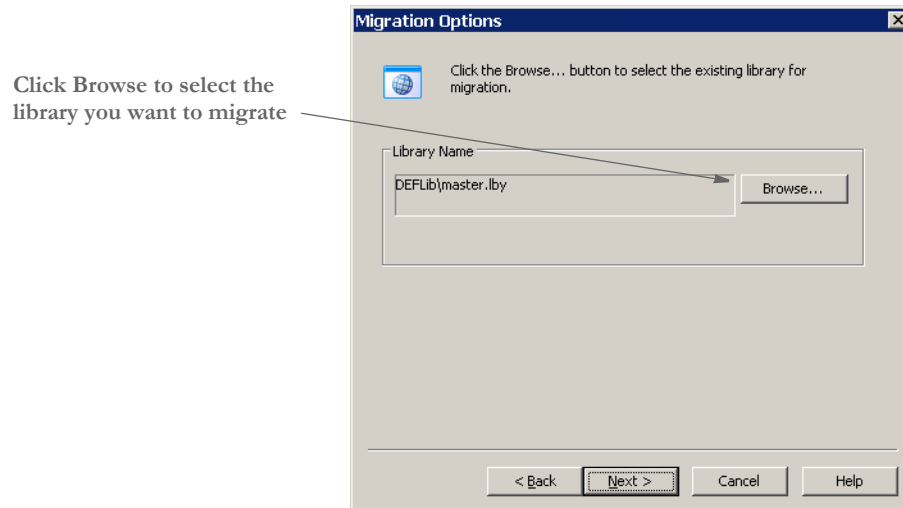 Migration Options
Click the Browse... button to select the existing library for
migration.
Click Browse to select the
library you want to migrate
Library Name
DEFLib\master.lby
Browse...
< Back
Next >
Cancel
Help